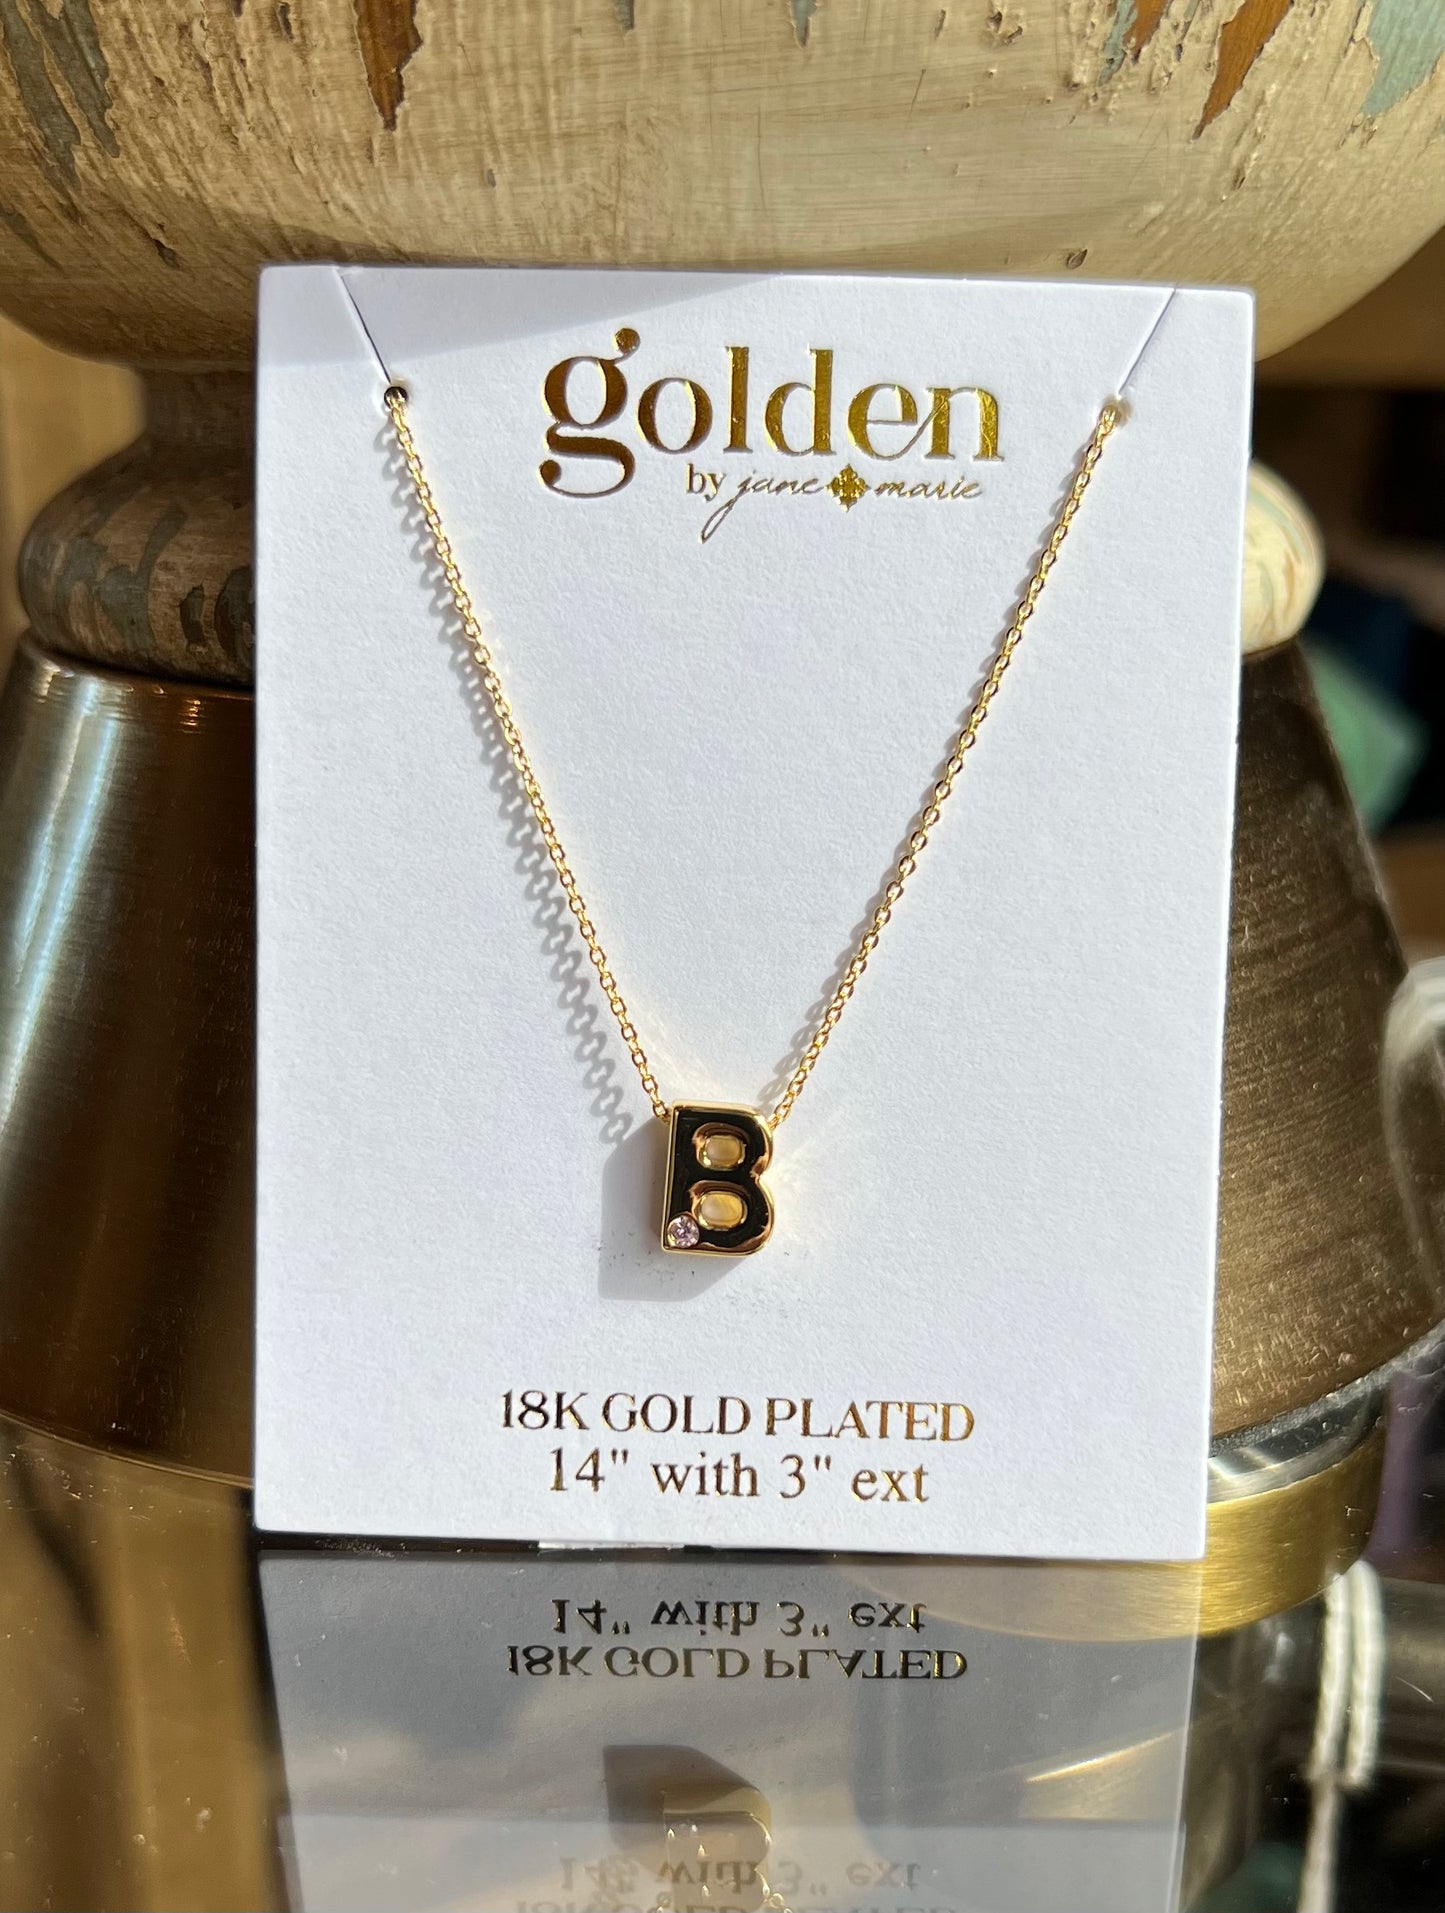 golden
by jane marie
B
18K GOLD PLATED
14" with 3" ext